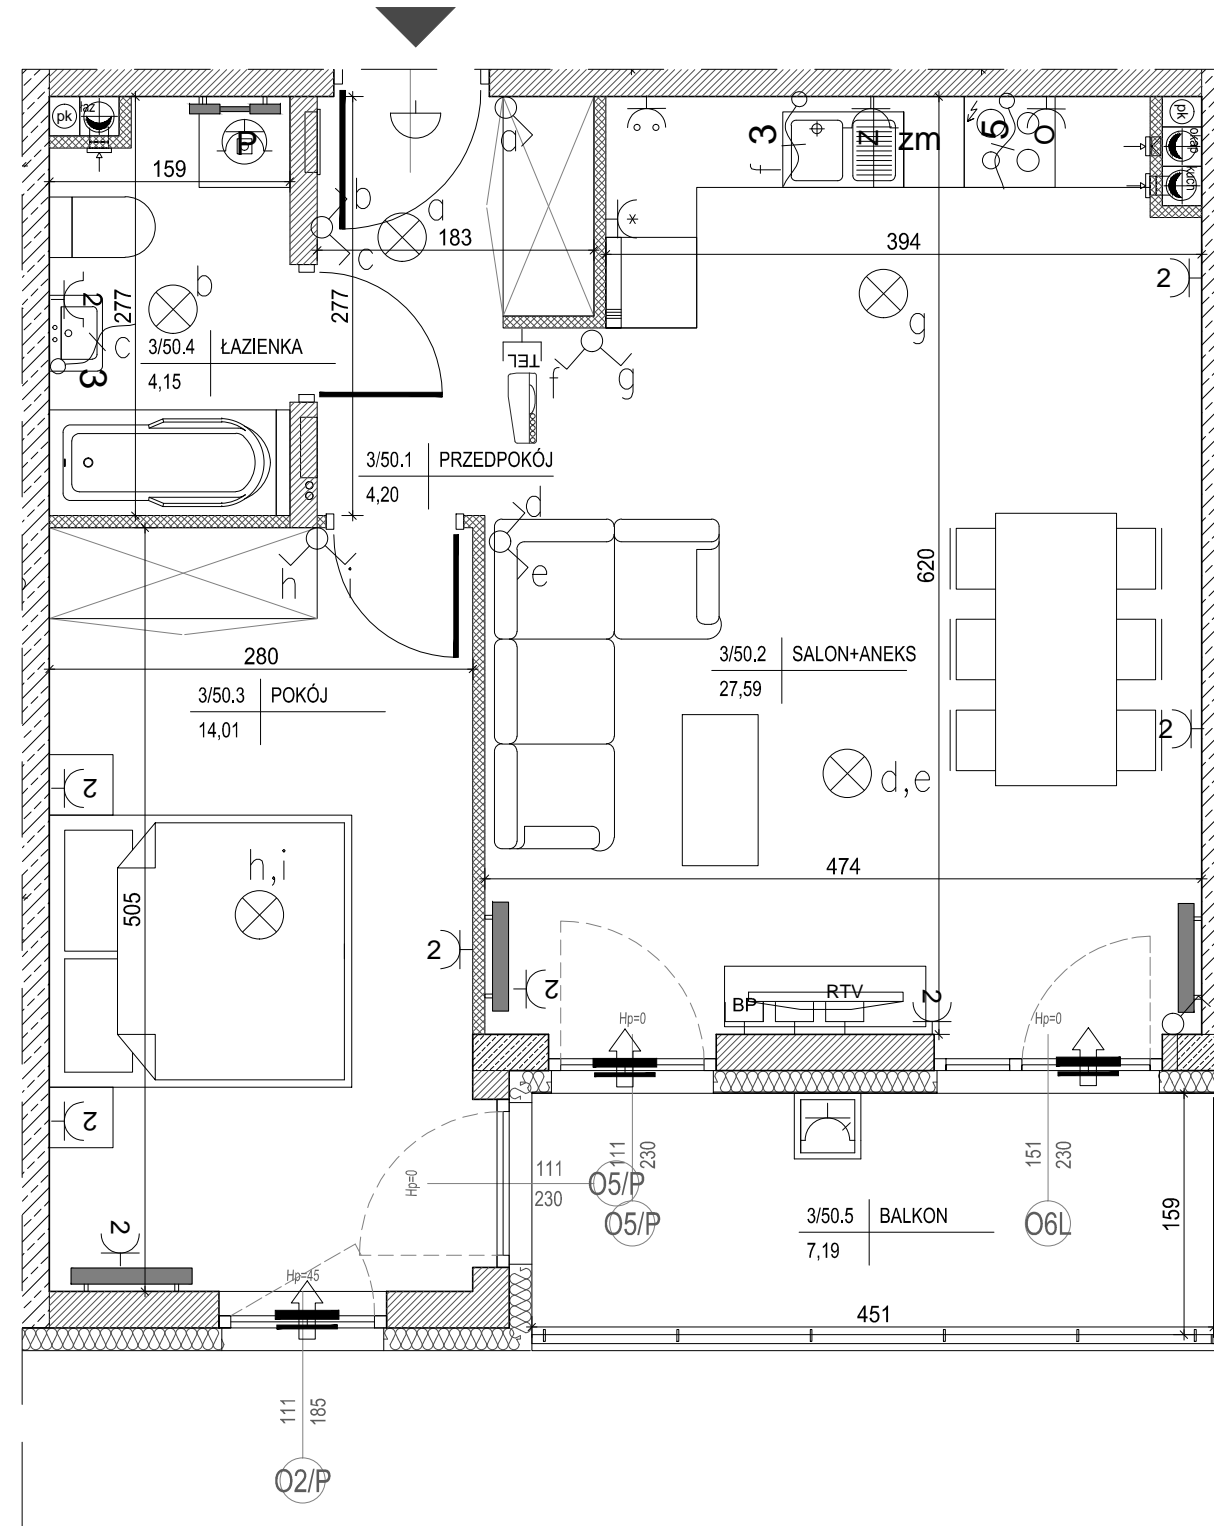 pk
łaz
P
3
z
zm
5
o
pk
okap
kuch
159
a
b
a
c
183
*
394
2
b
2
277
277
g
c
3/50.4 ŁAZIENKA
4,15
3
TEL
f
f
g
3/50.1 PRZEDPOKÓJ
4,20
d
e
h
i
620
280
3/50.2 SALON+ANEKS
27,59
3/50.3 POKÓJ
14,01
2
d,e
2
h,i
474
505
2
2
BP
RTV
2
Hp=0
Hp=0
2
111
230
151
230
Hp=0
111
230
O5/P
O5/P
O6L
3/50.5 BALKON
7,19
159
2
Hp=45
451
111
185
O2/P